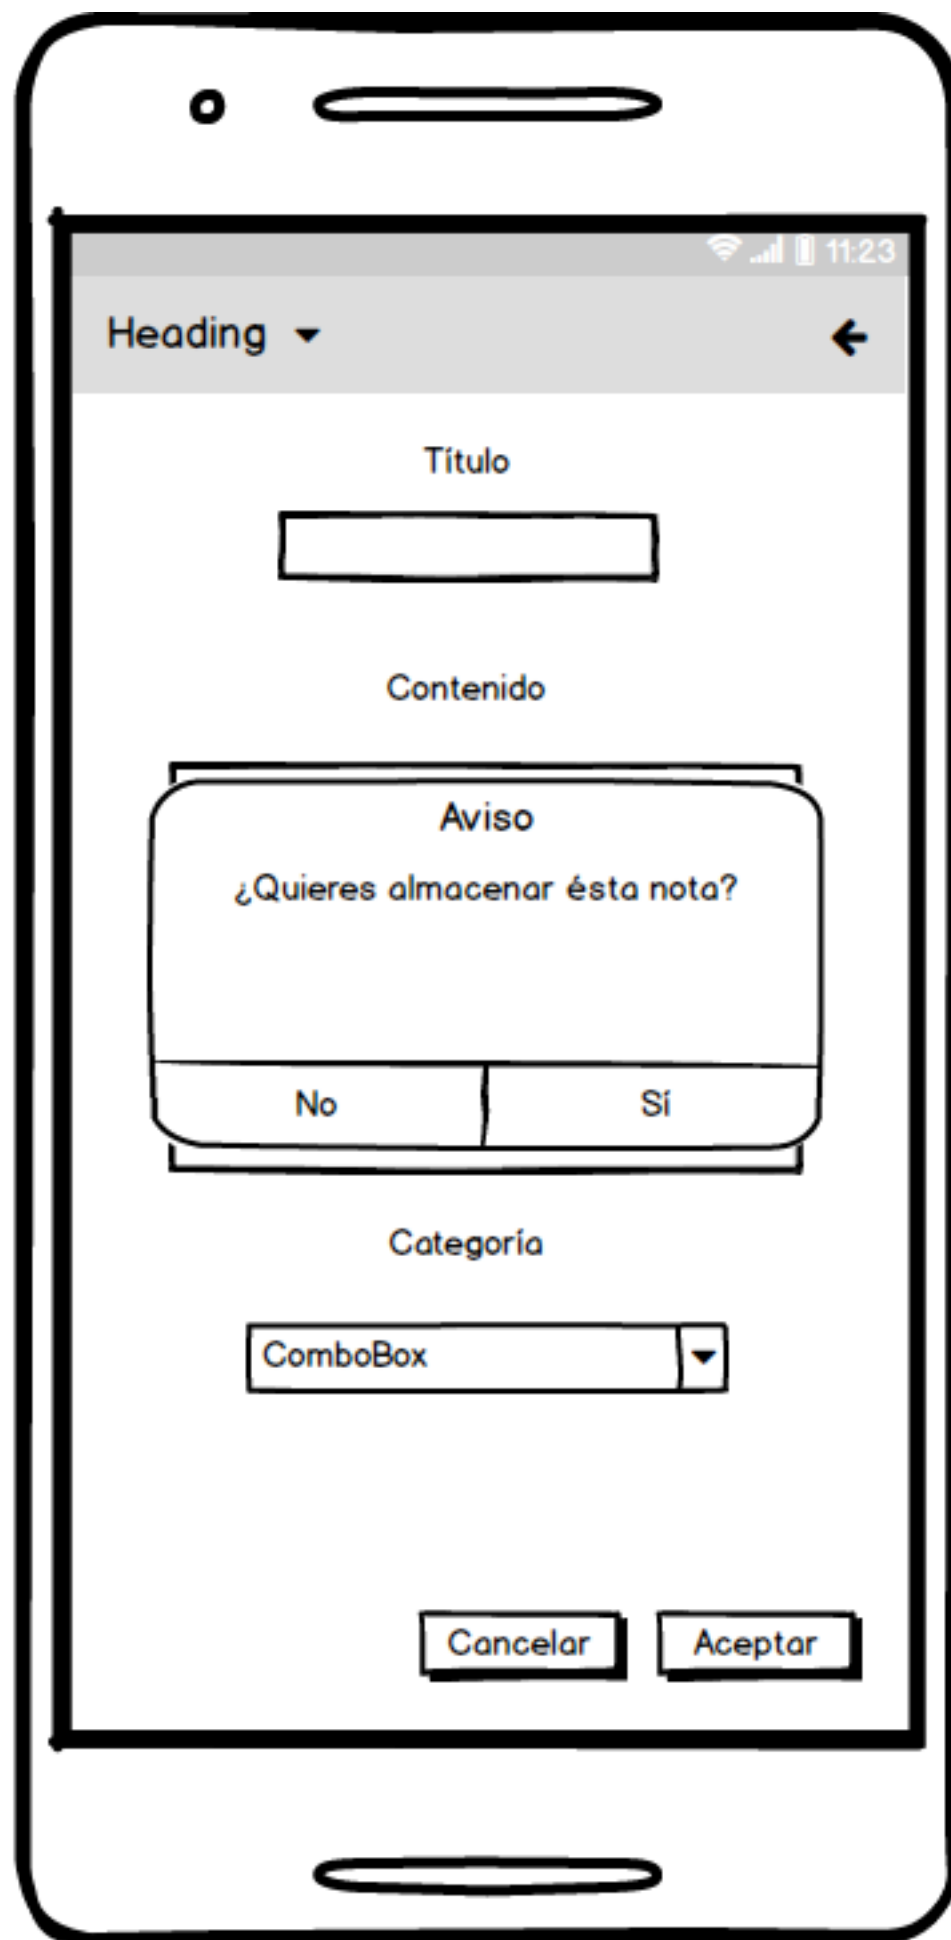 11:23
Heading
Título
Contenido
Aviso
¿Quieres almacenar ésta nota?
No Sí
Categoría
ComboBox
Cancelar Aceptar